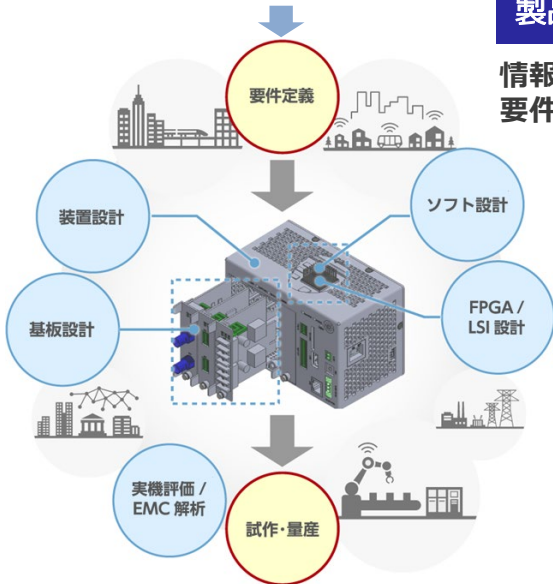 製品
情報
要件
要件定義
装置設計
ソフト設計
基板設計
FPGA /
LSI 設計
実機評価 /
EMC 解析
試作・量産